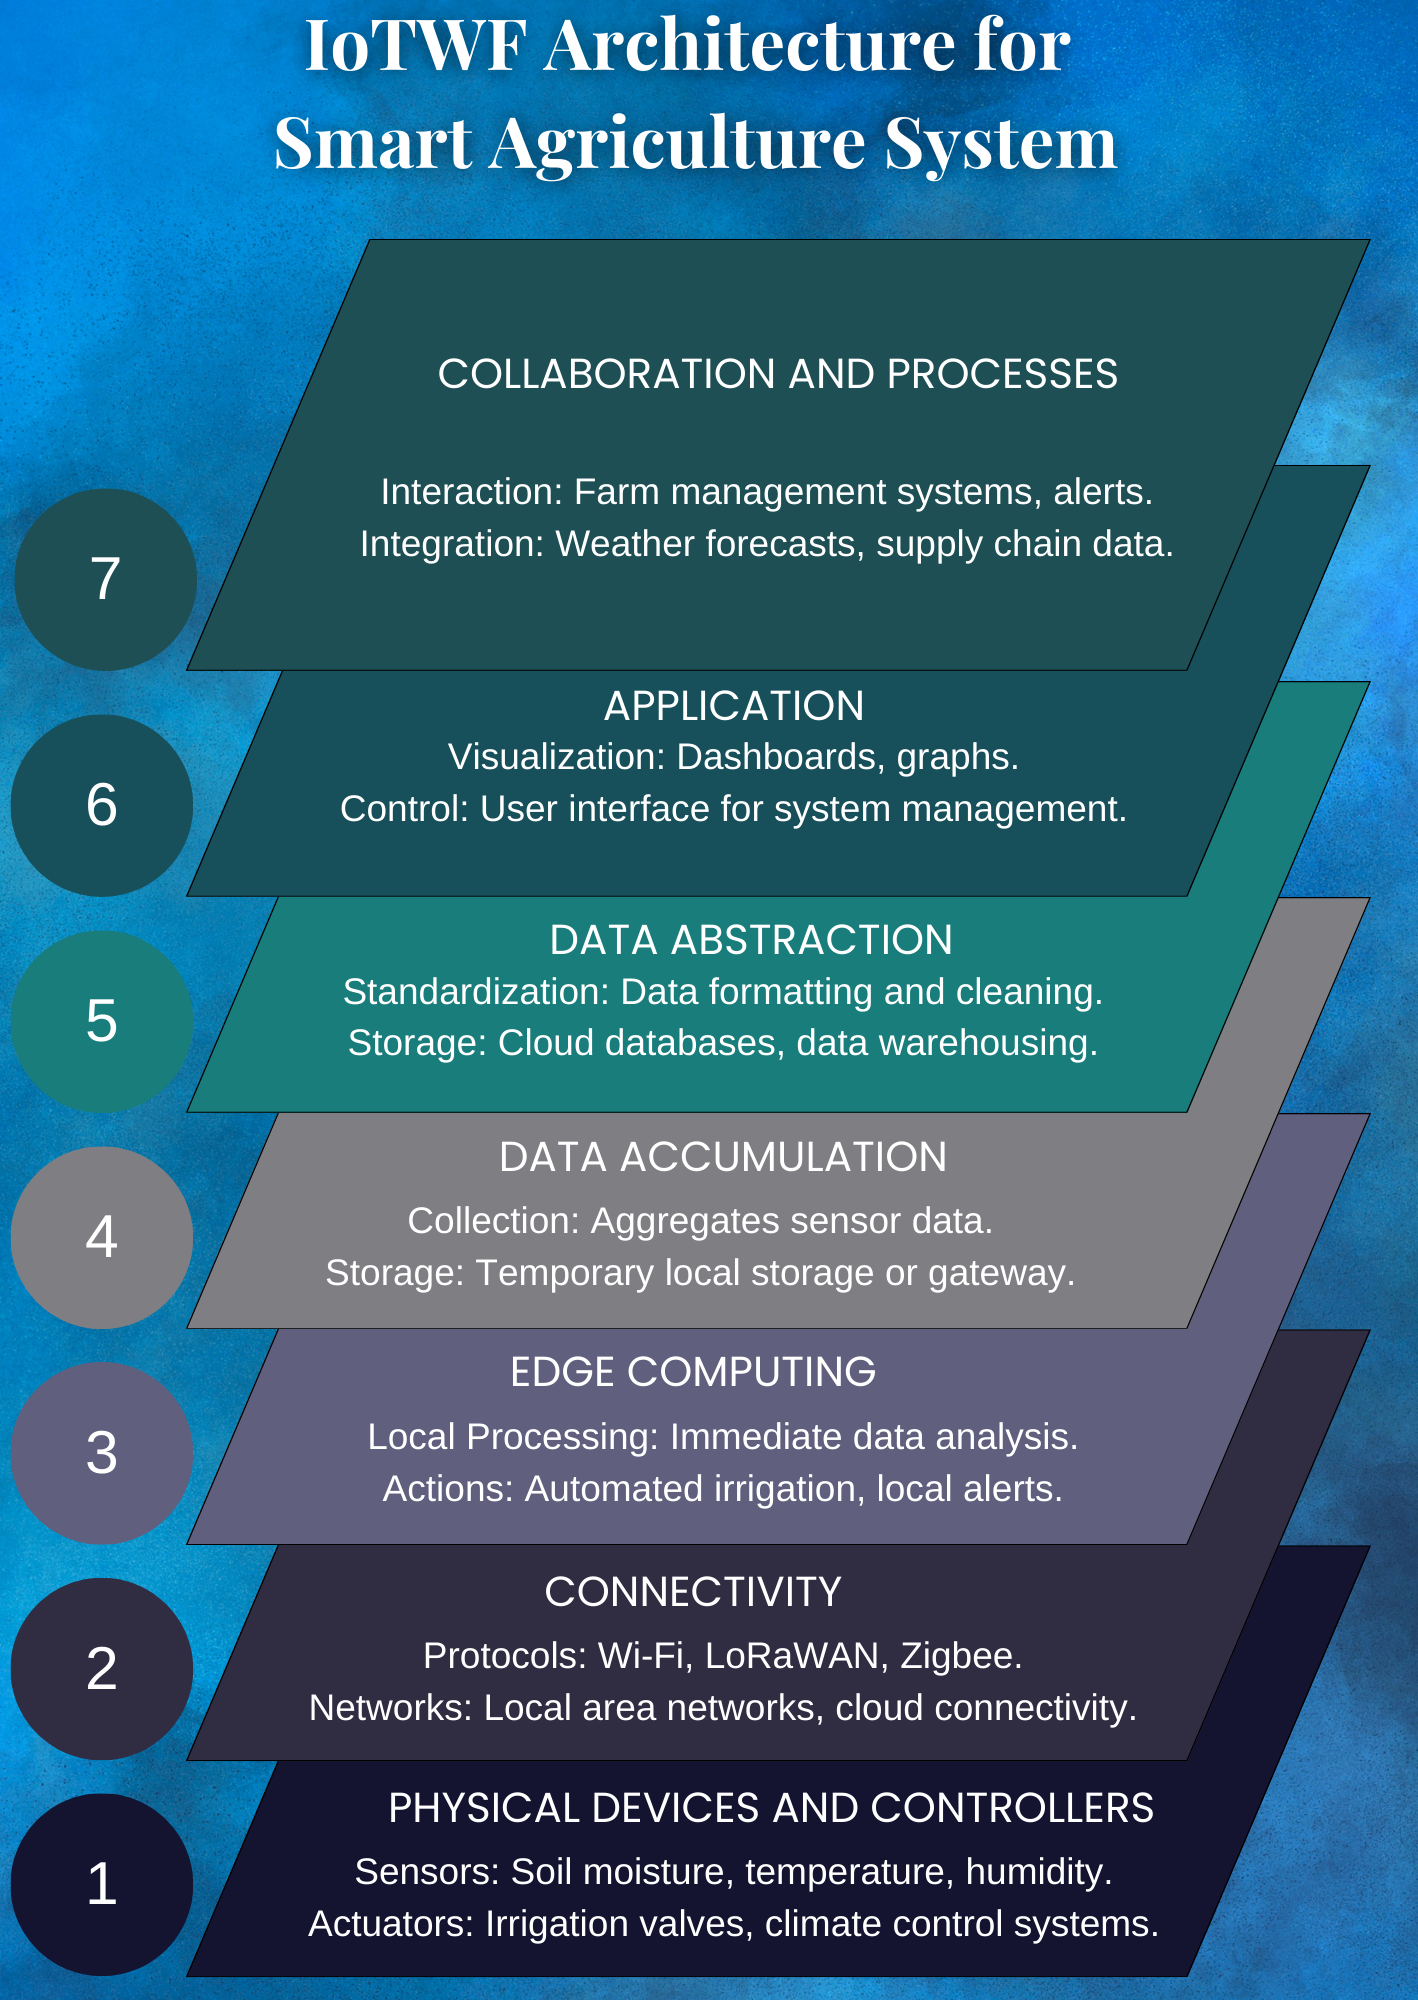 IoTWF Architecture for
Smart Agriculture System
COLLABORATION AND PROCESSES
Interaction: Farm management systems, alerts.
Integration: Weather forecasts, supply chain data.
7
APPLICATION
Visualization: Dashboards, graphs.
Control: User interface for system management.
6
DATA ABSTRACTION
Standardization: Data formatting and cleaning.
Storage: Cloud databases, data warehousing.
5
DATA ACCUMULATION
Collection: Aggregates sensor data.
Storage: Temporary local storage or gateway.
4
EDGE COMPUTING
Local Processing: Immediate data analysis.
Actions: Automated irrigation, local alerts.
3
CONNECTIVITY
Protocols: Wi-Fi, LoRaWAN, Zigbee.
Networks: Local area networks, cloud connectivity.
2
PHYSICAL DEVICES AND CONTROLLERS
Sensors: Soil moisture, temperature, humidity.
Actuators: Irrigation valves, climate control systems.
1